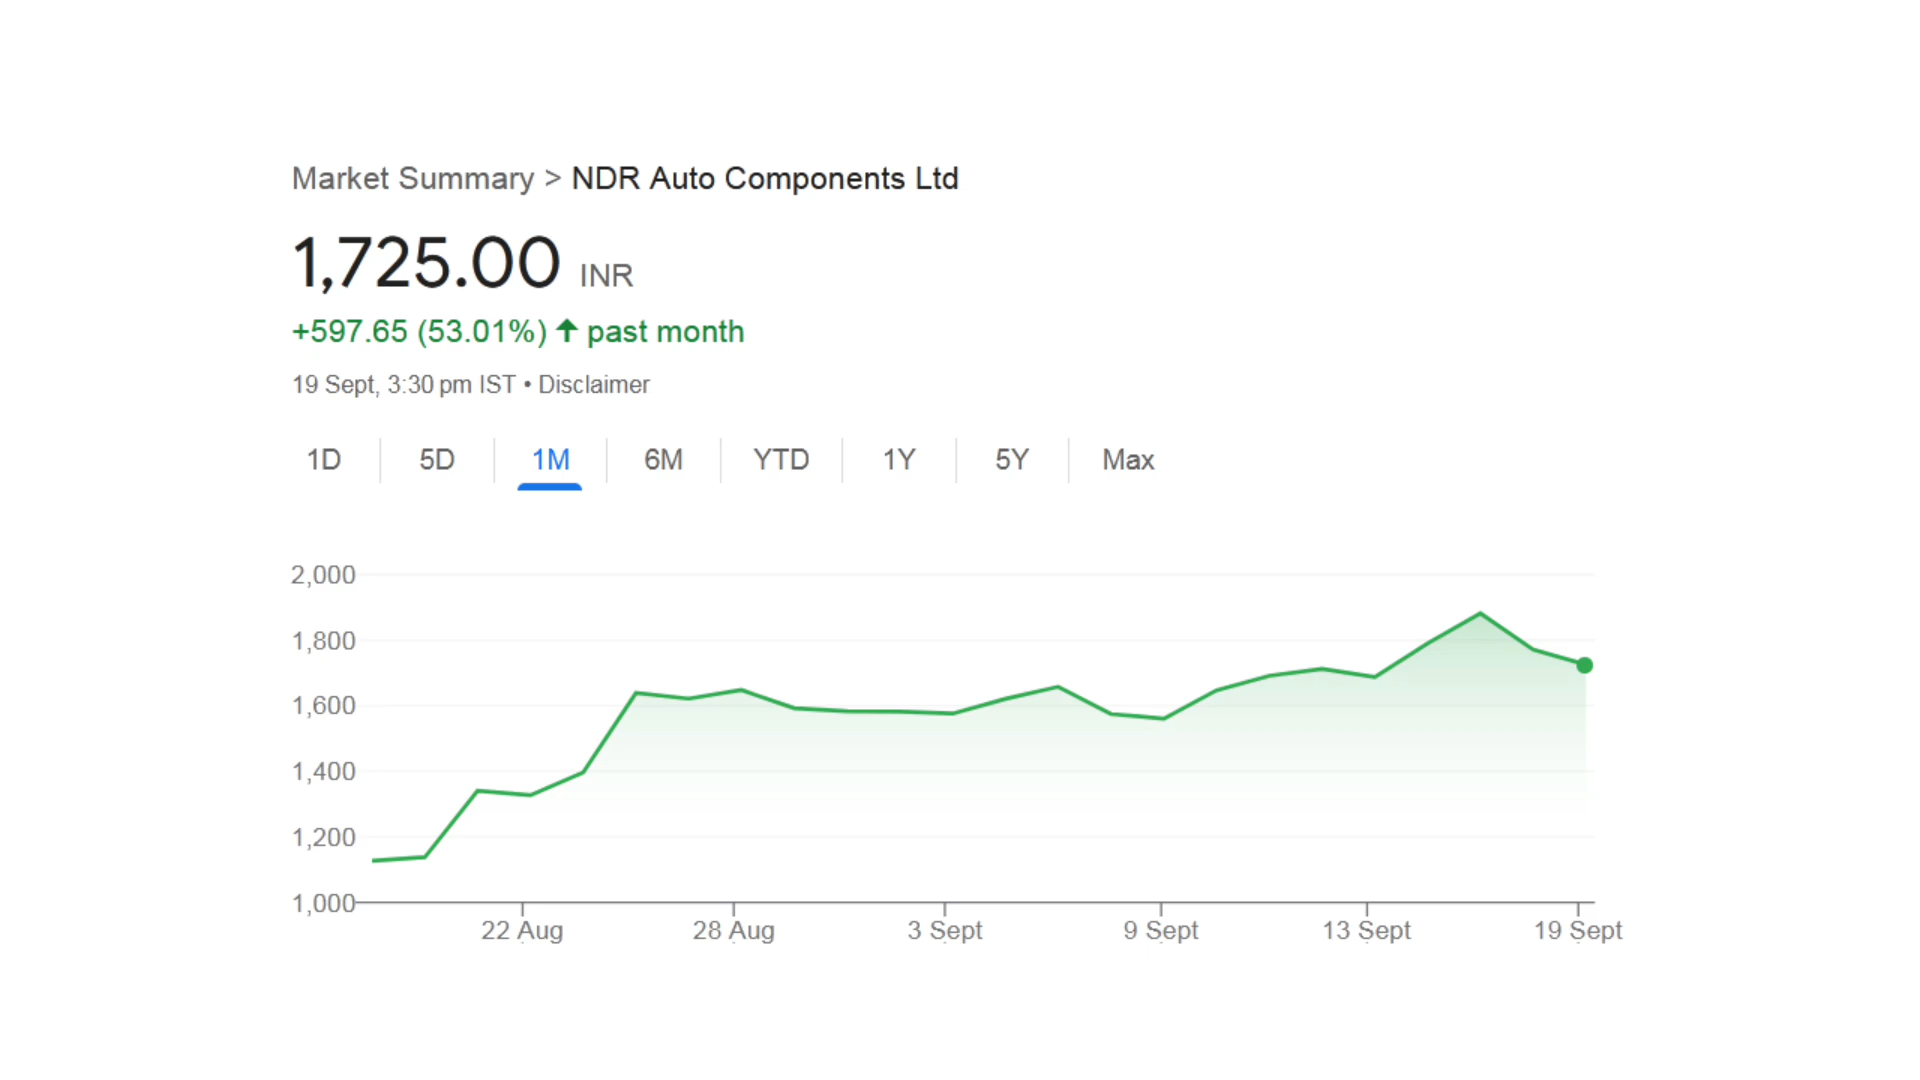 Market Summary > NDR Auto Components Ltd
1,725.00 INR
+597.65 (53.01%) ↑ past month
19 Sept, 3:30 pm IST • Disclaimer
1D 5D 1M 6M YTD 1Y 5Y Max
2,000
1,800
1,600
1,400
1,200
1,000
22 Aug 28 Aug 3 Sept 9 Sept 13 Sept 19 Sept